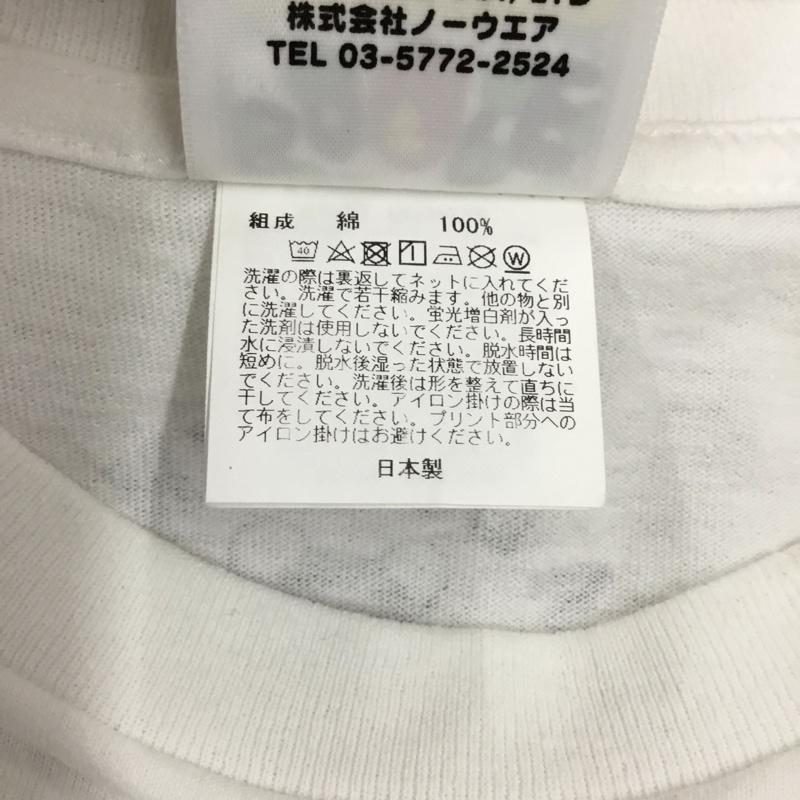 株式会社ノーウエア
TEL 03-5772-2524
組成 綿 100%
40 W
洗濯の際は裏返してネットに入れてくだ
さい。洗濯で若干縮みます。他の物と別
に洗濯してください。蛍光増白剤が入っ
た洗剤は使用しないでください。長時間
水に浸漬しないでください。脱水時間は
短めに。脱水後湿った状態で放置しない
でください。洗濯後は形を整えて直ちに
干してください。アイロン掛けの際は当
て布をしてください。プリント部分への
アイロン掛けはお避けください。
日本製